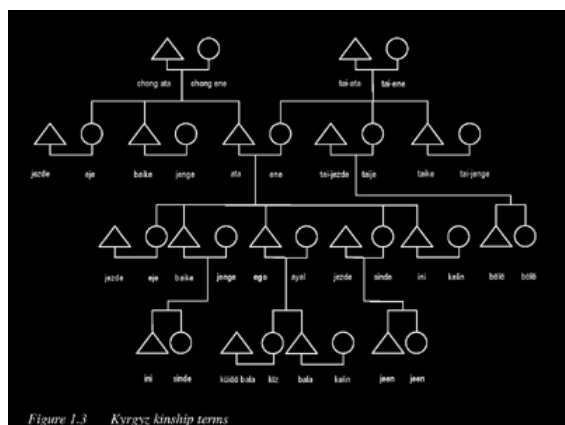 chong ata chong ene tai-ata tai-ene
jezde eje baike jenge ata ene tai-jezde taije taike tai-jenge
jezde eje baike jenge ego ayal jezde sinde ini kelin bölö bölö
ini sinde küiöö bala kiz bala kelin jeen jeen
Figure 1.3 Kyrgyz kinship terms